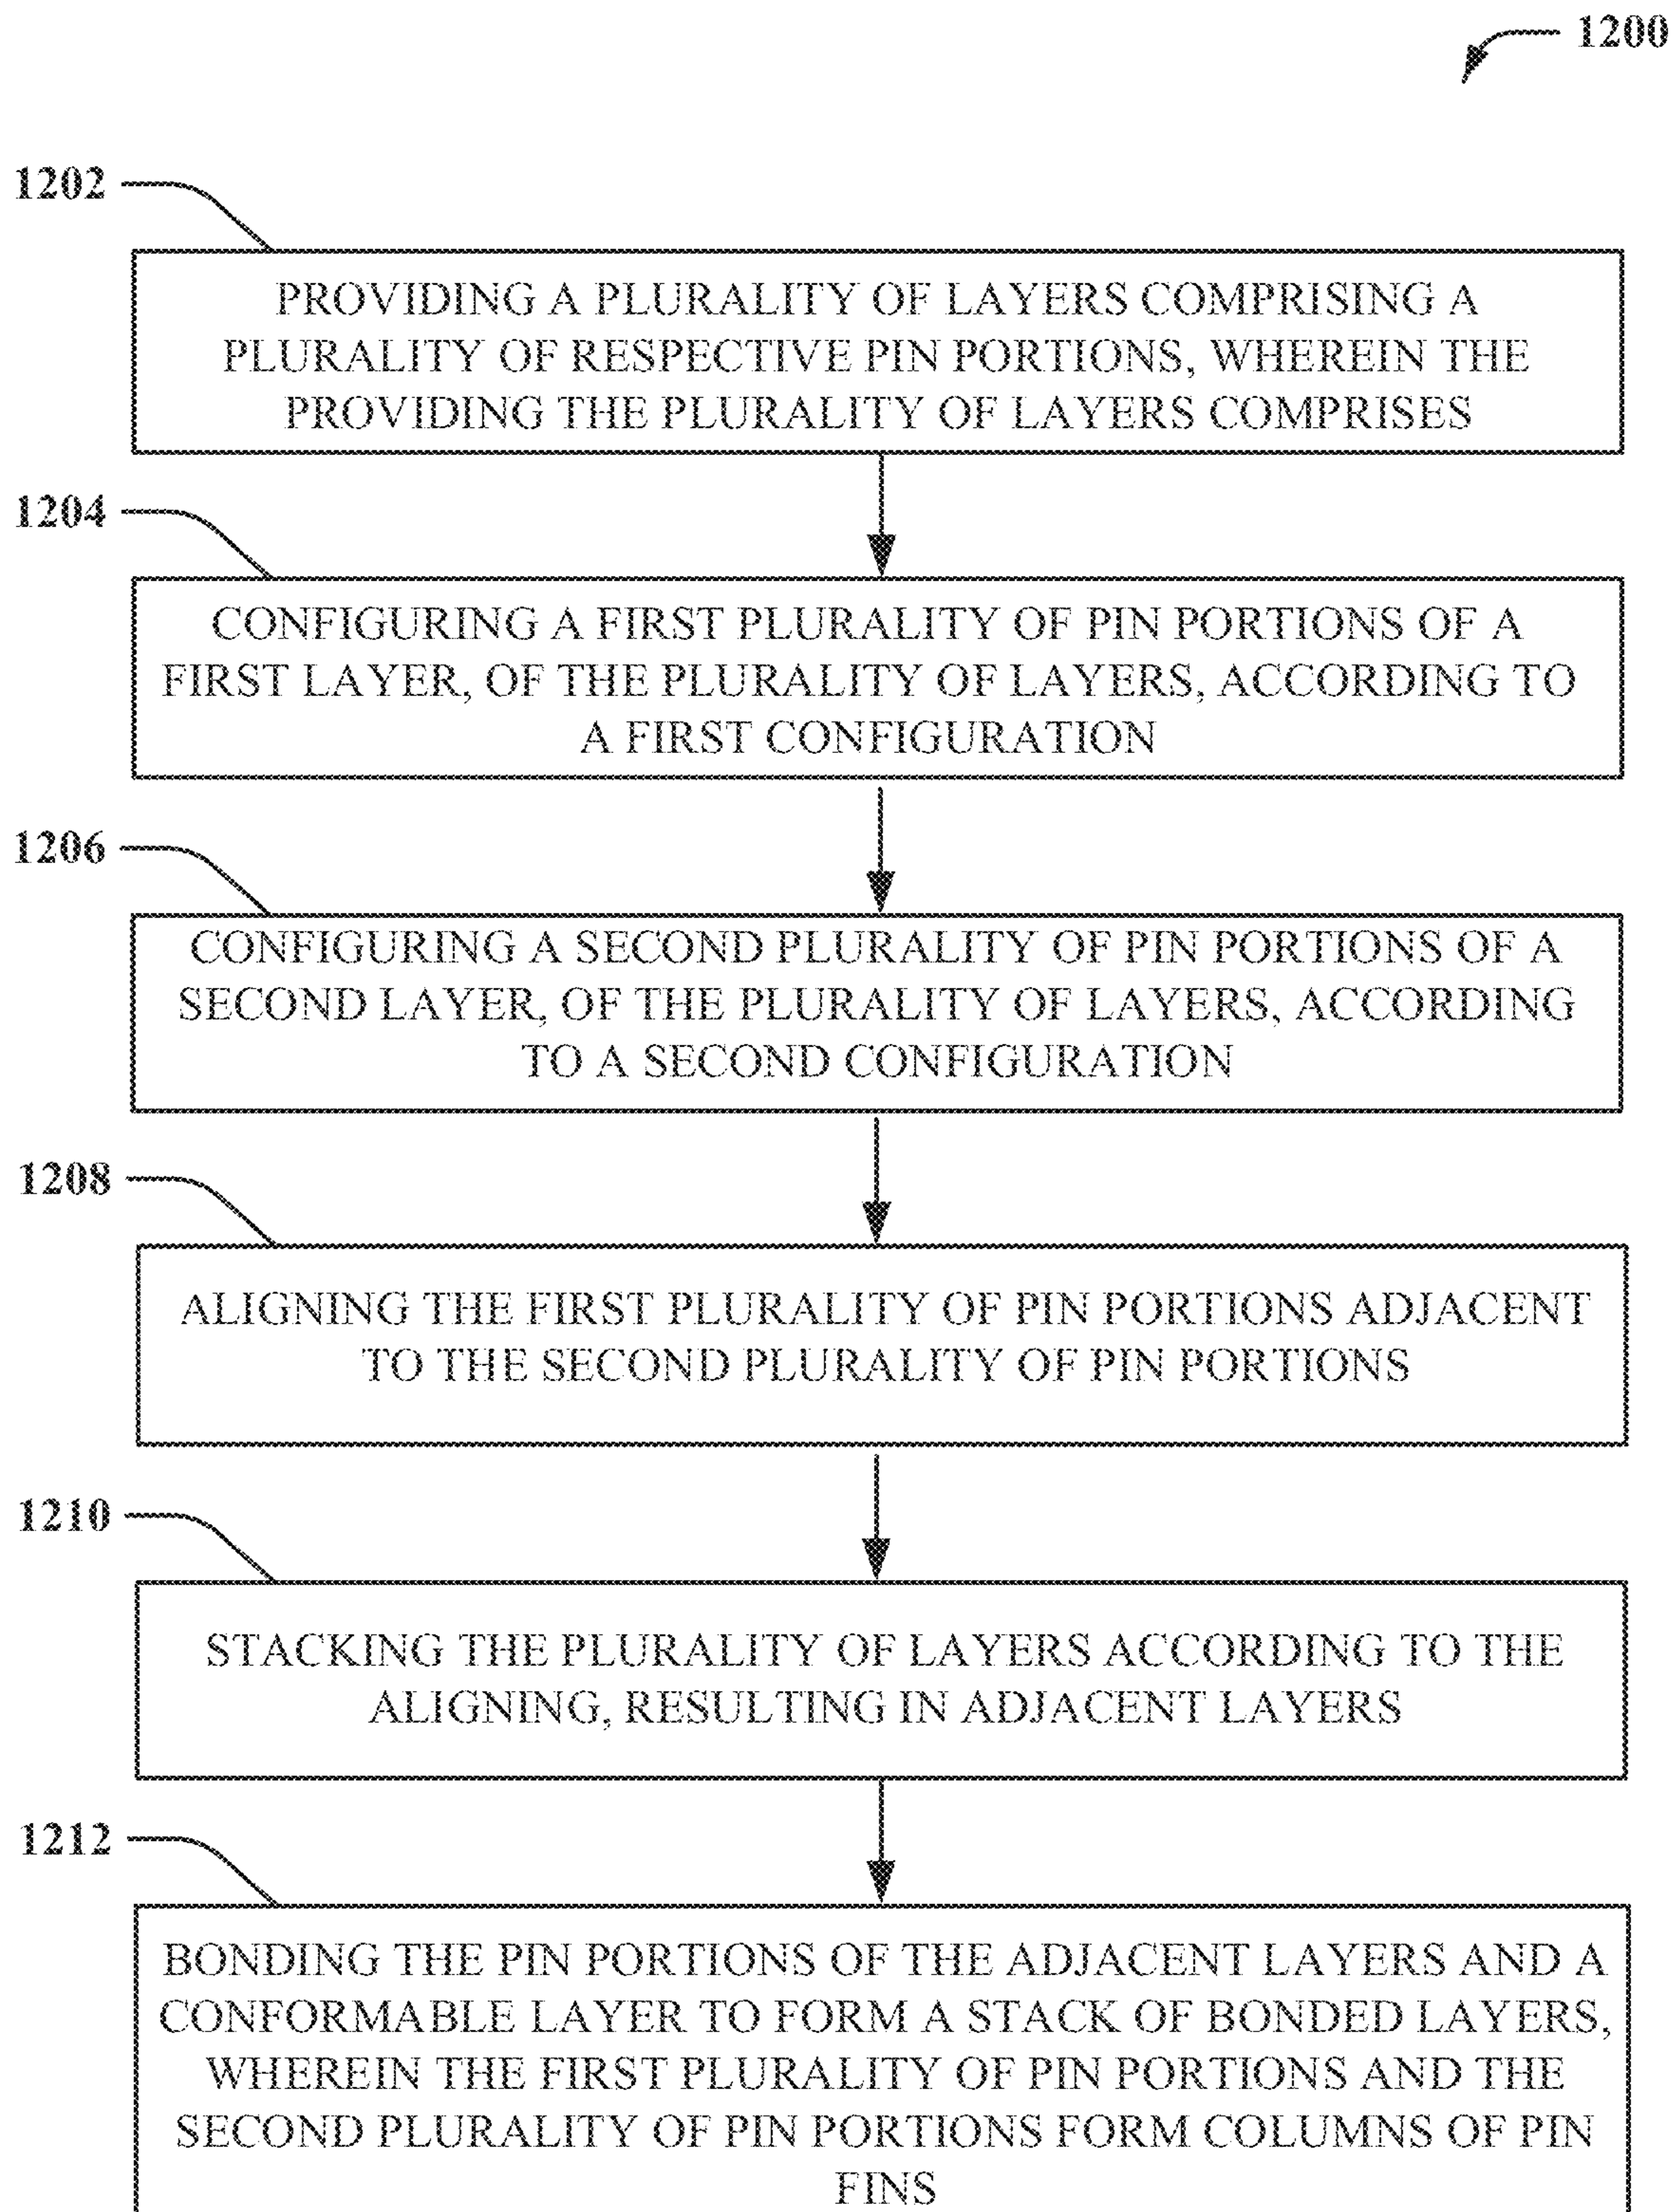 1200
1202
PROVIDING A PLURALITY OF LAYERS COMPRISING A
PLURALITY OF RESPECTIVE PIN PORTIONS, WHEREIN THE
PROVIDING THE PLURALITY OF LAYERS COMPRISES
1204
CONFIGURING A FIRST PLURALITY OF PIN PORTIONS OF A
FIRST LAYER, OF THE PLURALITY OF LAYERS, ACCORDING TO
A FIRST CONFIGURATION
1206
CONFIGURING A SECOND PLURALITY OF PIN PORTIONS OF A
SECOND LAYER, OF THE PLURALITY OF LAYERS, ACCORDING
TO A SECOND CONFIGURATION
1208
ALIGNING THE FIRST PLURALITY OF PIN PORTIONS ADJACENT
TO THE SECOND PLURALITY OF PIN PORTIONS
1210
STACKING THE PLURALITY OF LAYERS ACCORDING TO THE
ALIGNING, RESULTING IN ADJACENT LAYERS
1212
BONDING THE PIN PORTIONS OF THE ADJACENT LAYERS AND A
CONFORMABLE LAYER TO FORM A STACK OF BONDED LAYERS,
WHEREIN THE FIRST PLURALITY OF PIN PORTIONS AND THE
SECOND PLURALITY OF PIN PORTIONS FORM COLUMNS OF PIN
FINS